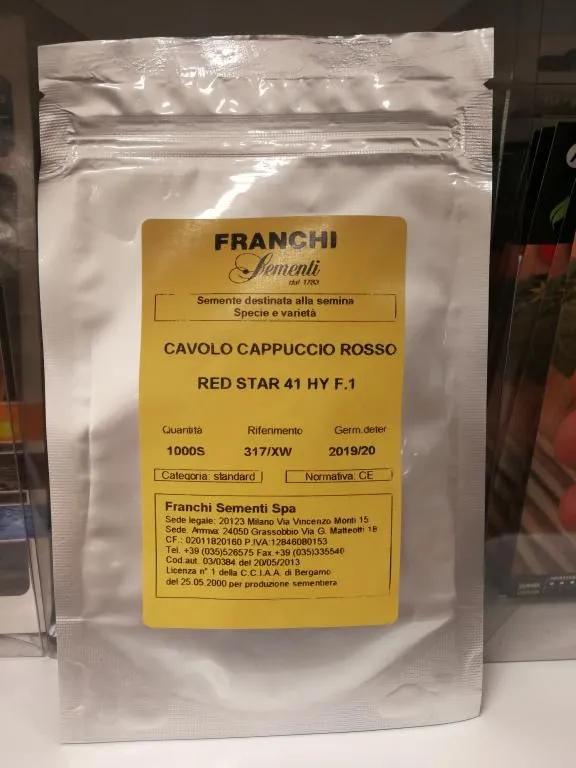 FRANCHI
Sementi
dal 1783
Semente destinata alla semina
Specie e varietà
CAVOLO CAPPUCCIO ROSSO
RED STAR 41 HY F.1
Quantità Riferimento Germ.deter
1000S 317/XW 2019/20
Categoria: standard Normativa: CE
Franchi Sementi Spa
Sede legale: 20123 Milano Via Vincenzo Monti 15
Sede. Amm.va: 24050 Grassobbio Via G. Matteotti 1B
CF.: 02011820160 P.IVA:12846080153
Tel. +39 (035)526575 Fax.+39 (035)335540
Cod.aut. 03/0384 del 20/05/2013
Licenza n° 1 della C.C.I.A.A. di Bergamo
del 25.05.2000 per produzione sementiera